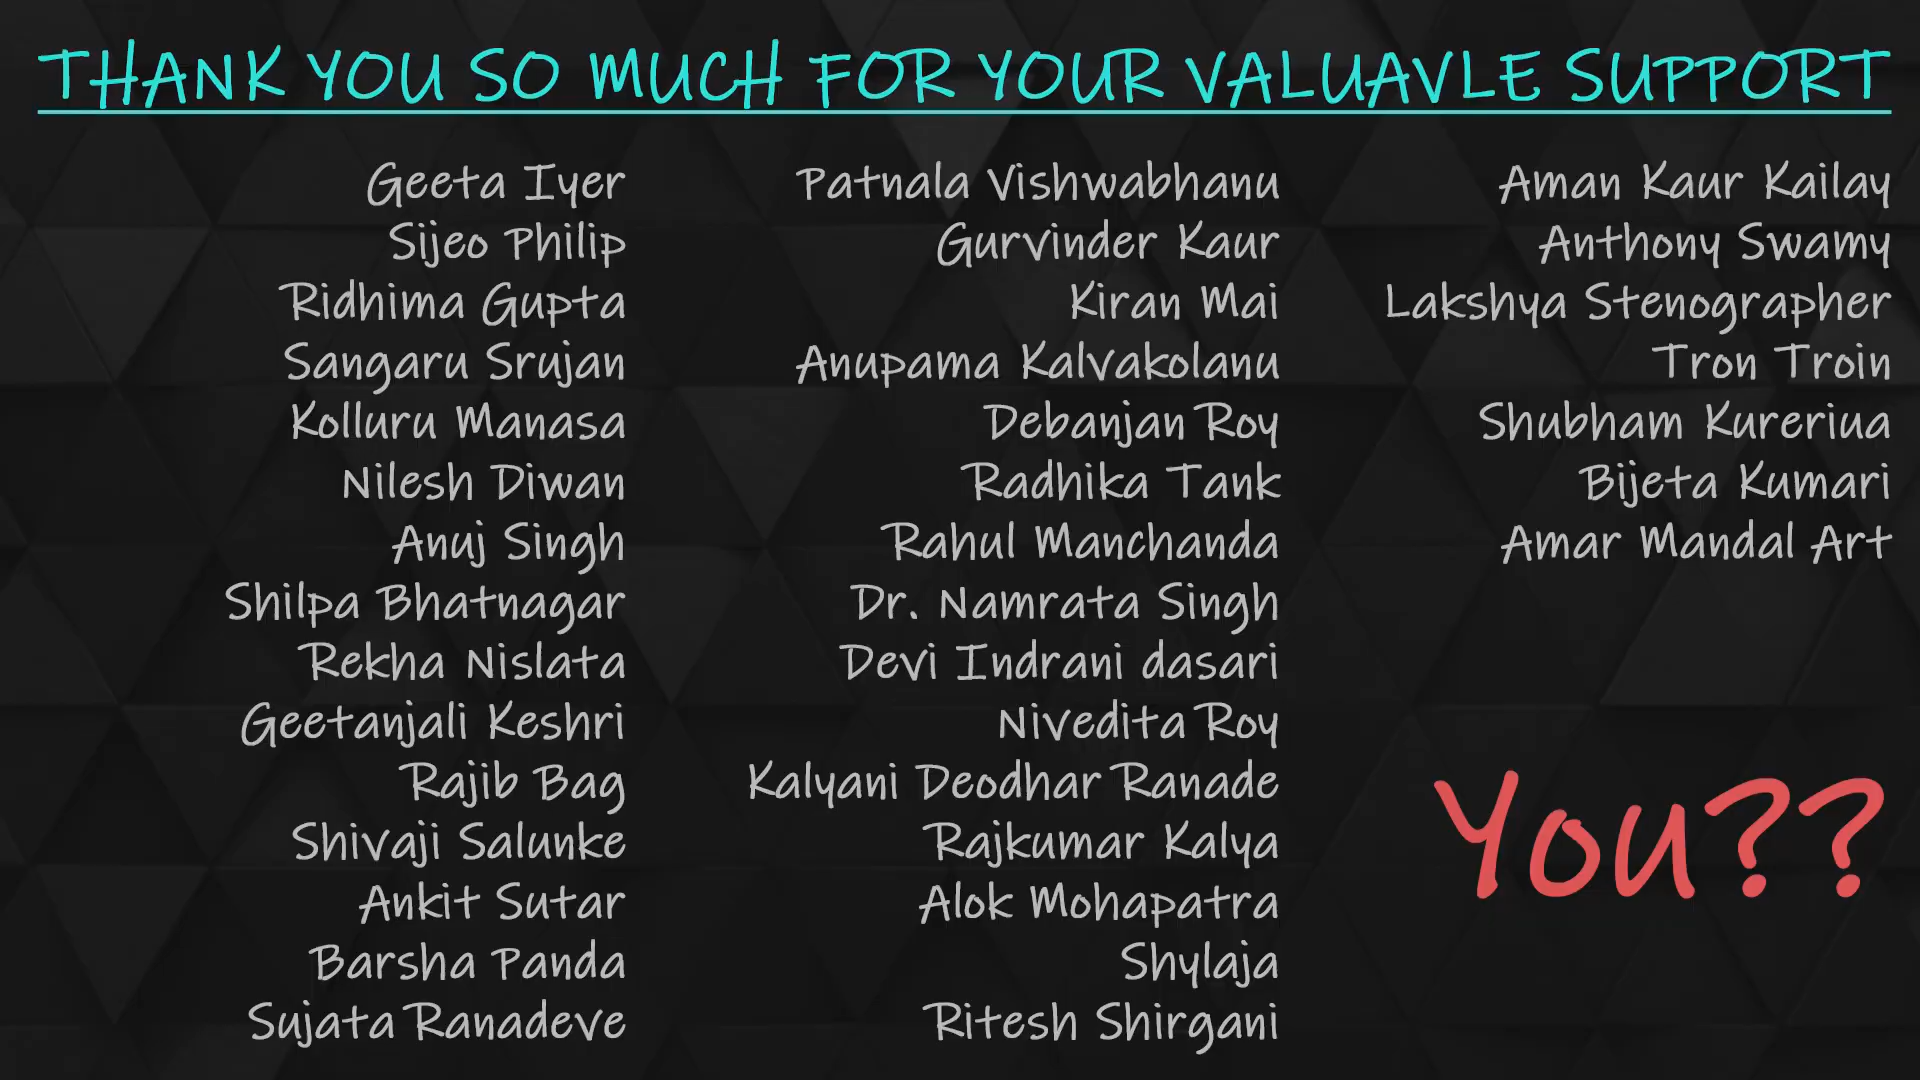 THANK YOU SO MUCH FOR YOUR VALUAVLE SUPPORT
Geeta Iyer
Sijeo Philip
Ridhima Gupta
Sangaru Srujan
Kolluru Manasa
Nilesh Diwan
Anuj Singh
Shilpa Bhatnagar
Rekha Nislata
Geetanjali Keshri
Rajib Bag
Shivaji Salunke
Ankit Sutar
Barsha Panda
Sujata Ranadeve
Patnala Vishwabhanu
Gurvinder Kaur
Kiran Mai
Anupama Kalvakolanu
Debanjan Roy
Radhika Tank
Rahul Manchanda
Dr. Namrata Singh
Devi Indrani dasari
Nivedita Roy
Kalyani Deodhar Ranade
Rajkumar Kalya
Alok Mohapatra
Shylaja
Ritesh Shirgani
Aman Kaur Kailay
Anthony Swamy
Lakshya Stenographer
Tron Troin
Shubham Kureriua
Bijeta Kumari
Amar Mandal Art
You??